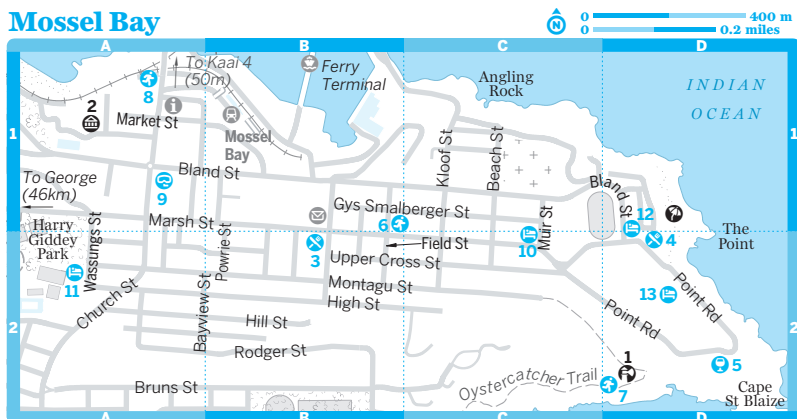 Mossel Bay
N
0 400 m
0 0.2 miles
A
B
C
D
To Kaai 4
(50m)
Ferry
Terminal
Angling
Rock
INDIAN
OCEAN
8
2
Market St
Mossel
Bay
1
1
Kloof St
Beach St
Bland St
To George
(46km)
9
Bland St
Gys Smalberger St
12
Harry
Giddey
Park
Wassungs St
Marsh St
Powrie St
6
Field St
Muir St
10
4
The
Point
3
Upper Cross St
11
Montagu St
13
Point Rd
High St
Church St
Bayview St
Hill St
Point Rd
2
2
Rodger St
1
5
Oystercatcher Trail
7
Bruns St
Cape
St Blaize
A
B
C
D